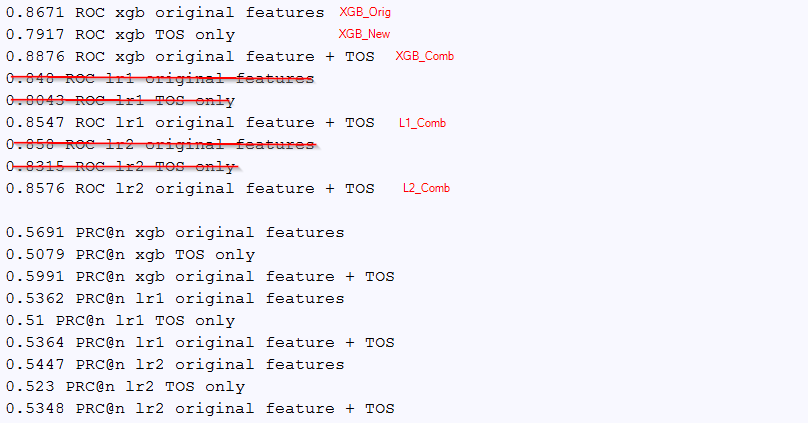 0.8671 ROC xgb original features XGB_Orig
0.7917 ROC xgb TOS only XGB_New
0.8876 ROC xgb original feature + TOS XGB_Comb
0.848 ROC lr1 original features
0.8043 ROC lr1 TOS only
0.8547 ROC lr1 original feature + TOS L1_Comb
0.858 ROC lr2 original features
0.8315 ROC lr2 TOS only
0.8576 ROC lr2 original feature + TOS L2_Comb
0.5691 PRC@n xgb original features
0.5079 PRC@n xgb TOS only
0.5991 PRC@n xgb original feature + TOS
0.5362 PRC@n lr1 original features
0.51 PRC@n lr1 TOS only
0.5364 PRC@n lr1 original feature + TOS
0.5447 PRC@n lr2 original features
0.523 PRC@n lr2 TOS only
0.5348 PRC@n lr2 original feature + TOS